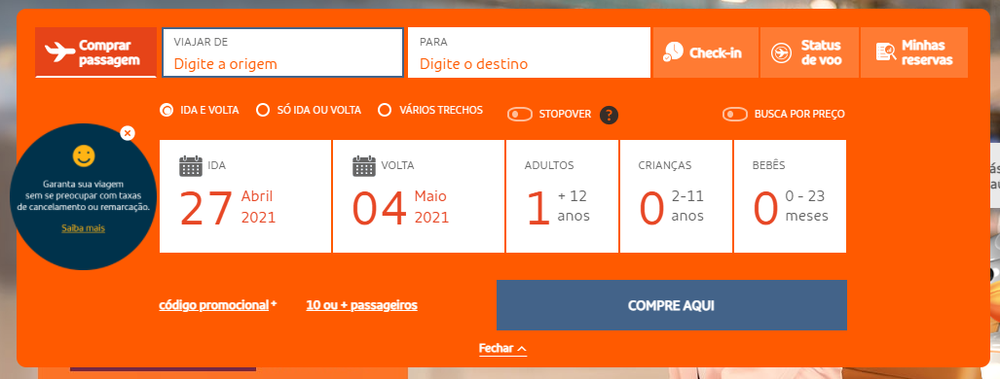 Comprar
passagem
VIAJAR DE
Digite a origem
PARA
Digite o destino
Check-in
Status
de voo
Minhas
reservas
IDA E VOLTA
SÓ IDA OU VOLTA
VÁRIOS TRECHOS
STOPOVER ?
BUSCA POR PREÇO
Garanta sua viagem
sem se preocupar com taxas
de cancelamento ou remarcação.
Saiba mais
IDA
27 Abril
2021
VOLTA
04 Maio
2021
ADULTOS
1 + 12
anos
CRIANÇAS
0 2-11
anos
BEBÊS
0 0 - 23
meses
código promocional +
10 ou + passageiros
COMPRE AQUI
Fechar